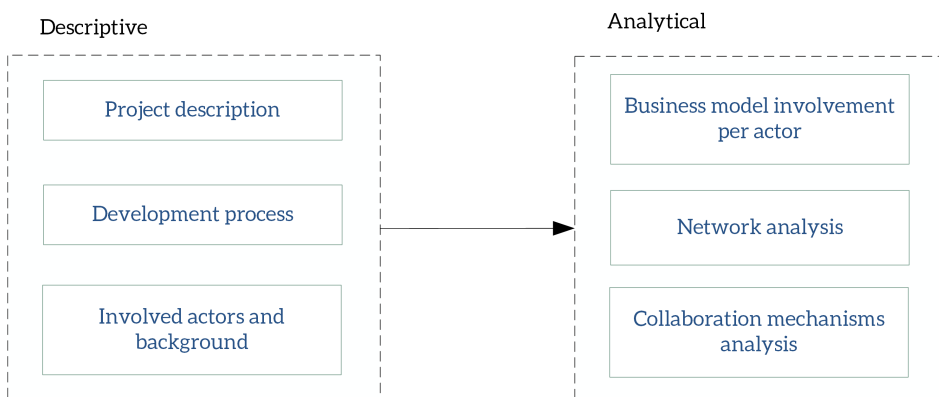 Descriptive
Project description
Development process
Involved actors and
background
Analytical
Business model involvement
per actor
Network analysis
Collaboration mechanisms
analysis